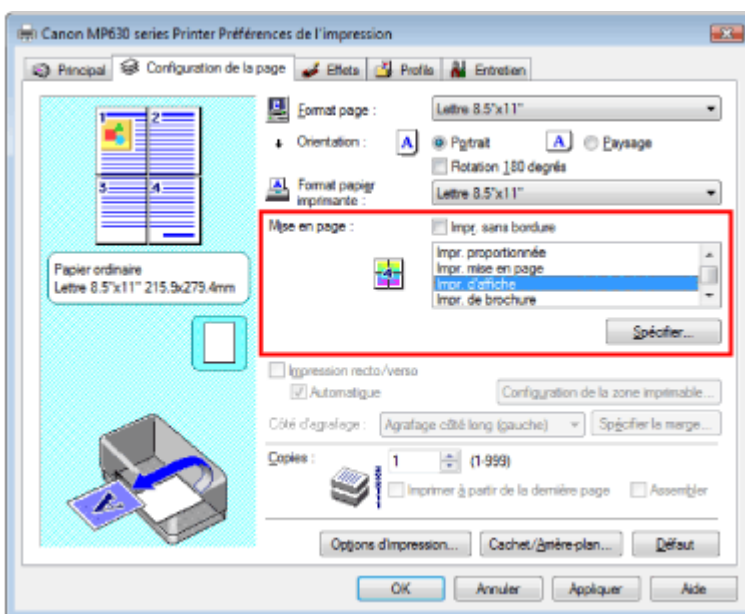 Canon MP630 series Printer Préférences de l'impression
Principal Configuration de la page Effets Profils Entretien
1 2
3 4
Papier ordinaire
Lettre 8.5"x11" 215.9x279.4mm
Format page : Lettre 8.5"x11"
Orientation : A Portrait A Paysage
Rotation 180 degrés
Format papier
imprimante : Lettre 8.5"x11"
Mise en page : Impr. sans bordure
Impr. proportionnée
Impr. mise en page
4
Impr. d'affiche
Impr. de brochure
Spécifier...
Impression recto/verso
Automatique Configuration de la zone imprimable...
Côté d'agrafage : Agrafage côté long (gauche) Spécifier la marge...
Copies : 1 (1-999)
Imprimer à partir de la dernière page Assembler
Options d'impression... Cachet/Arrière-plan... Défaut
OK Annuler Appliquer Aide